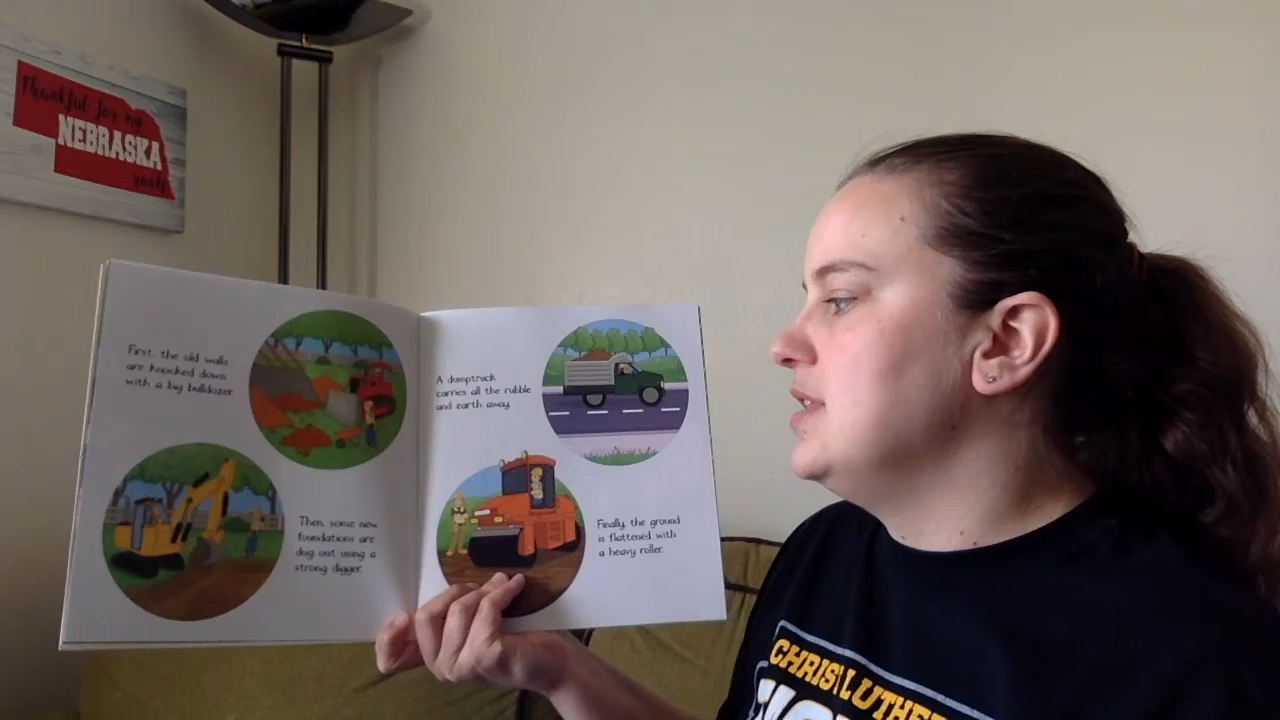 Thankful for my
NEBRASKA
roots
First, the old walls
are knocked down
with a big bulldozer.
Then, some new
foundations are
dug out using a
strong digger.
A dumptruck
carries all the rubble
and earth away.
Finally, the ground
is flattened with
a heavy roller.
CHRIST LUTHERAN